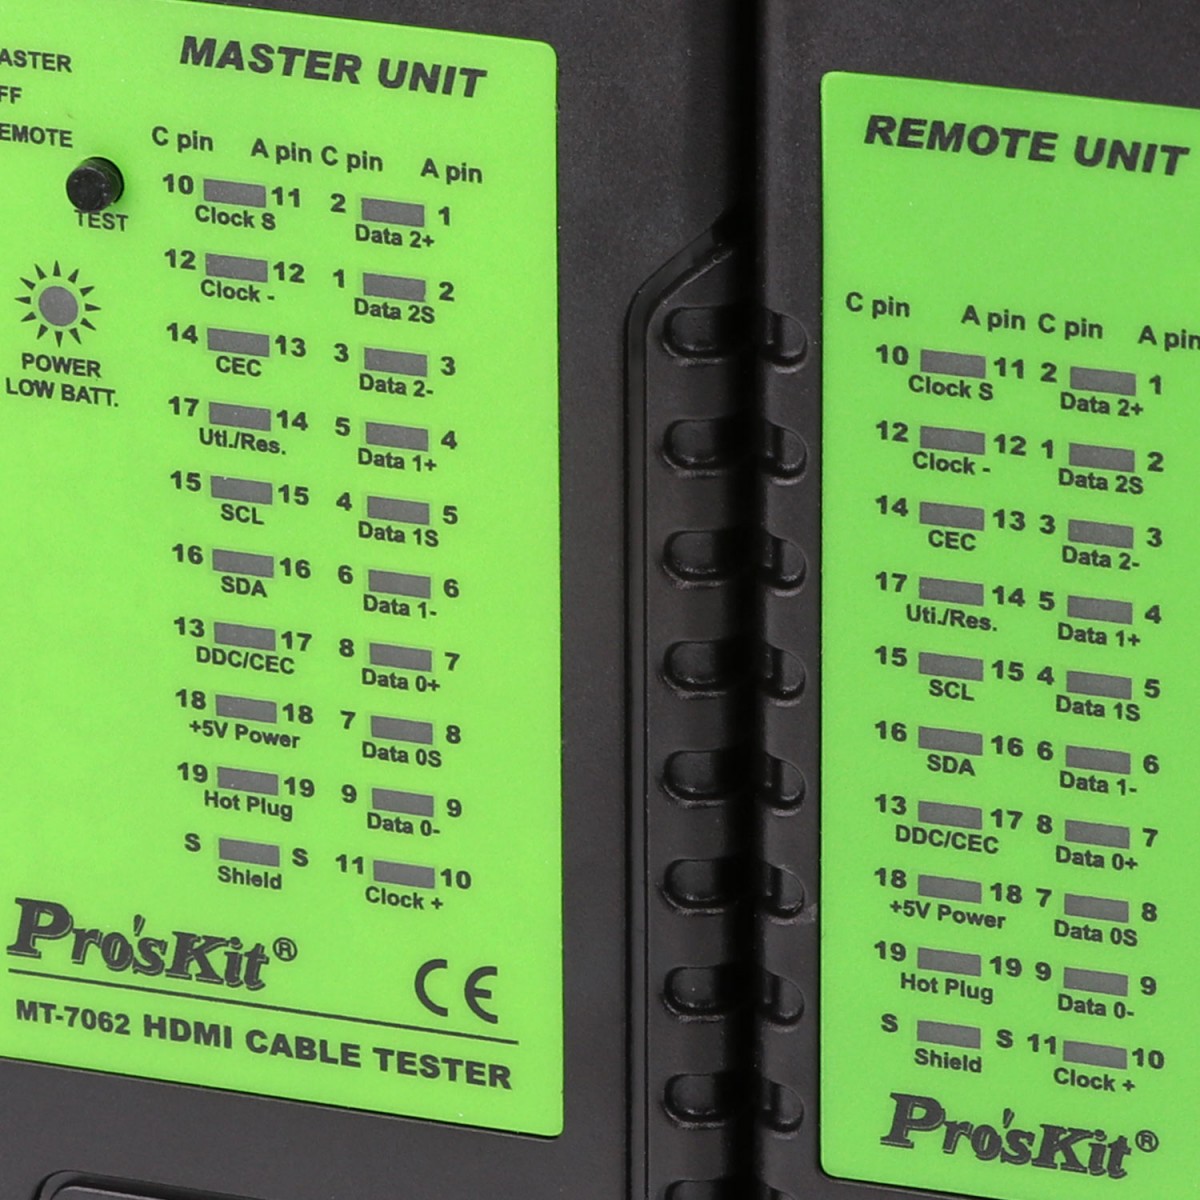 MASTER UNIT
ASTER
FF
EMOTE
TEST
POWER
LOW BATT.
C pin A pin C pin A pin
10 11 2 1
Clock S Data 2+
12 12 1 2
Clock - Data 2S
14 13 3 3
CEC Data 2-
17 14 5 4
Uti./Res. Data 1+
15 15 4 5
SCL Data 1S
16 16 6 6
SDA Data 1-
13 17 8 7
DDC/CEC Data 0+
18 18 7 8
+5V Power Data 0S
19 19 9 9
Hot Plug Data 0-
S S 11 10
Shield Clock +
Pro'sKit®
CE
MT-7062 HDMI CABLE TESTER
REMOTE UNIT
C pin A pin C pin A pin
10 11 2 1
Clock S Data 2+
12 12 1 2
Clock - Data 2S
14 13 3 3
CEC Data 2-
17 14 5 4
Uti./Res. Data 1+
15 15 4 5
SCL Data 1S
16 16 6 6
SDA Data 1-
13 17 8 7
DDC/CEC Data 0+
18 18 7 8
+5V Power Data 0S
19 19 9 9
Hot Plug Data 0-
S S 11 10
Shield Clock +
Pro'sKit®